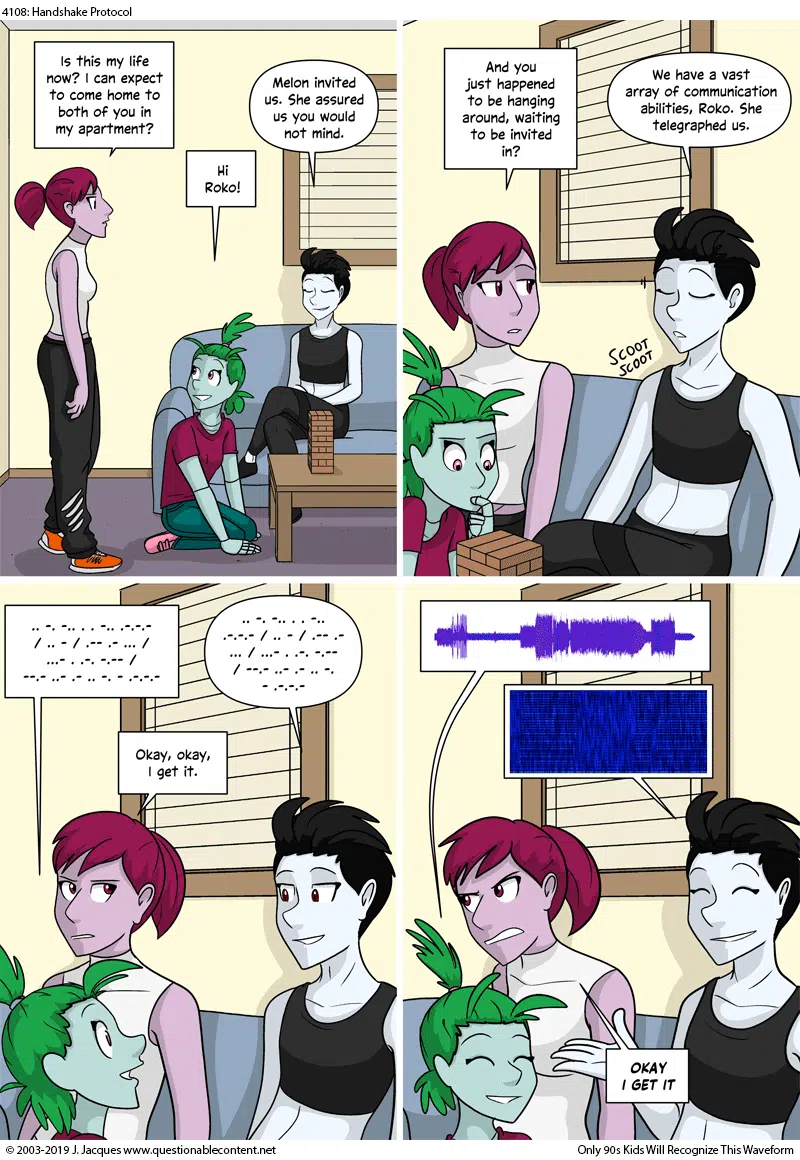 4108: Handshake Protocol
Is this my life
now? I can expect
to come home to
both of you in
my apartment?
Melon invited
us. She assured
us you would
not mind.
Hi
Roko!
And you
just happened
to be hanging
around, waiting
to be invited
in?
We have a vast
array of communication
abilities, Roko. She
telegraphed us.
SCOOT
SCOOT
.. -. -.. . . -.. .-.-.-
/ .. - / .-- .- ... /
...- . .-. -.-- /
--.- ..- .- .. -. - .-.-.-
.. -. -.. . . -..
.-.-.- / .. - / .-- .-
... / ...- . .-. -.--
/ --.- ..- .- .. -.
- .-.-.-
Okay, okay,
I get it.
OKAY
I GET IT
© 2003-2019 J. Jacques www.questionablecontent.net
Only 90s Kids Will Recognize This Waveform